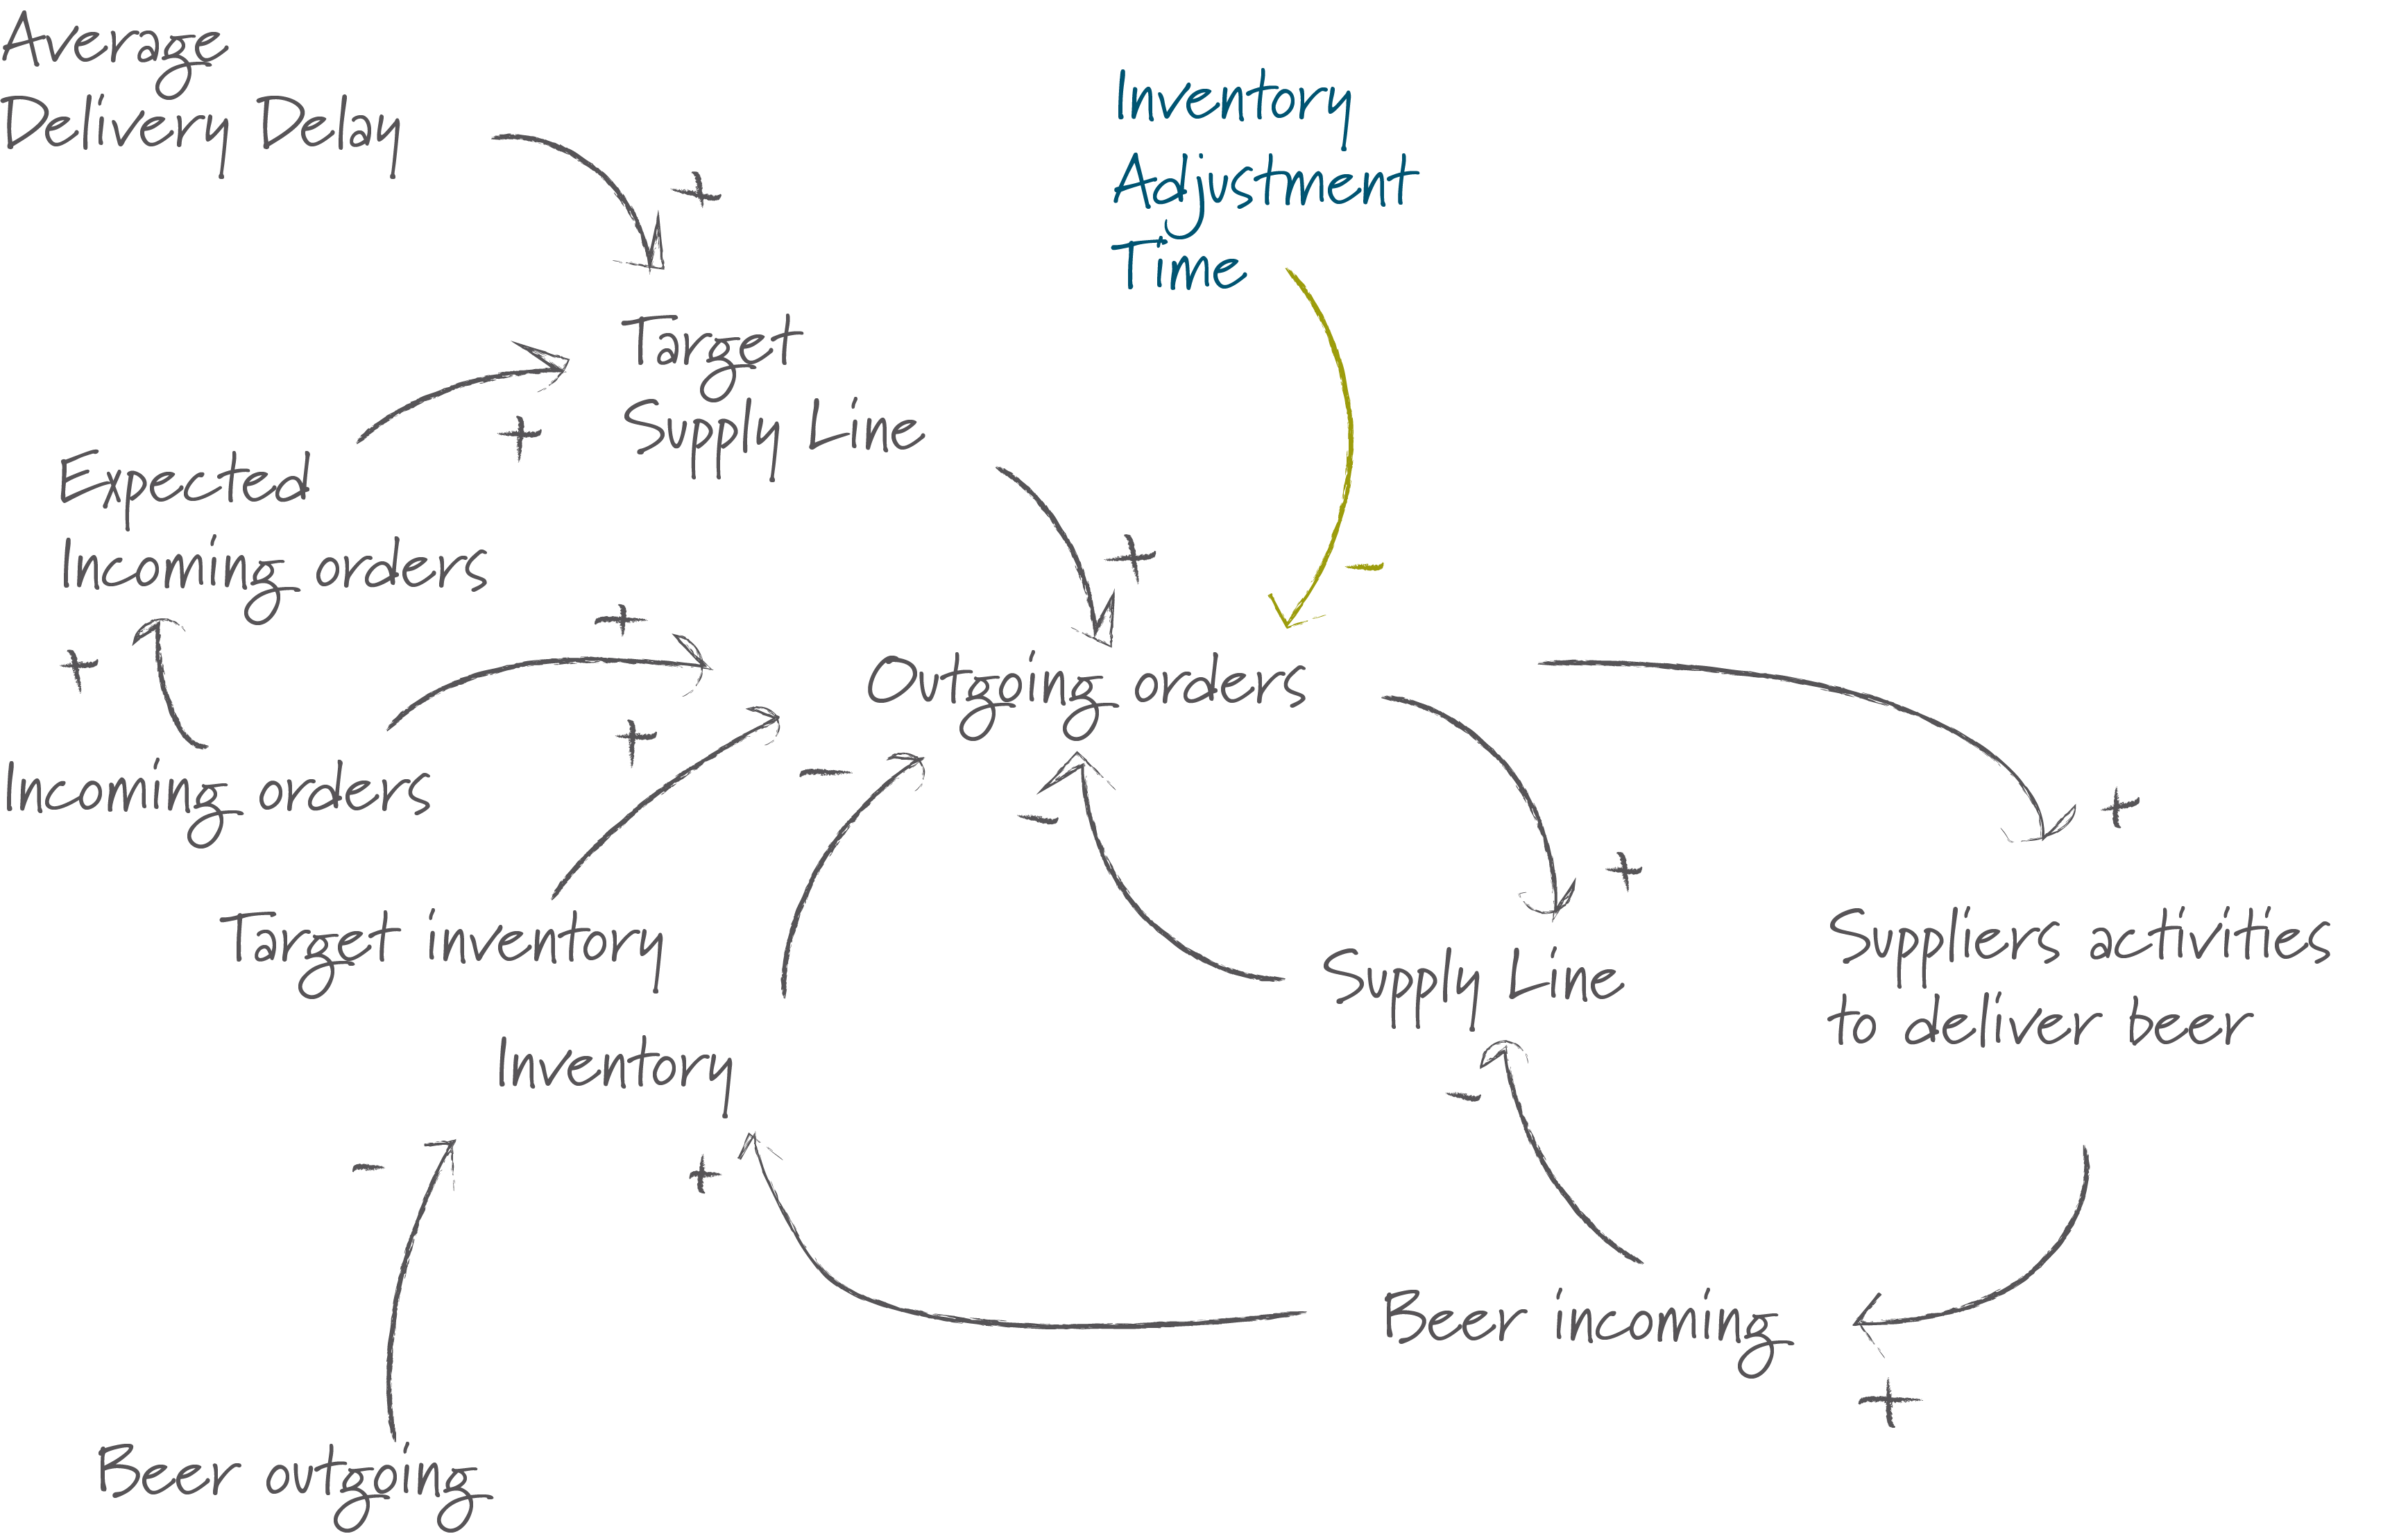 Average
Delivery Delay
+
Inventory
Adjustment
Time
Target
Supply Line
+
Expected
Incoming orders
+
-
+
+
Outgoing orders
Incoming orders
+
-
-
+
+
Target inventory
Supply Line
Suppliers activities
to deliver beer
Inventory
-
-
+
Beer incoming
+
Beer outgoing